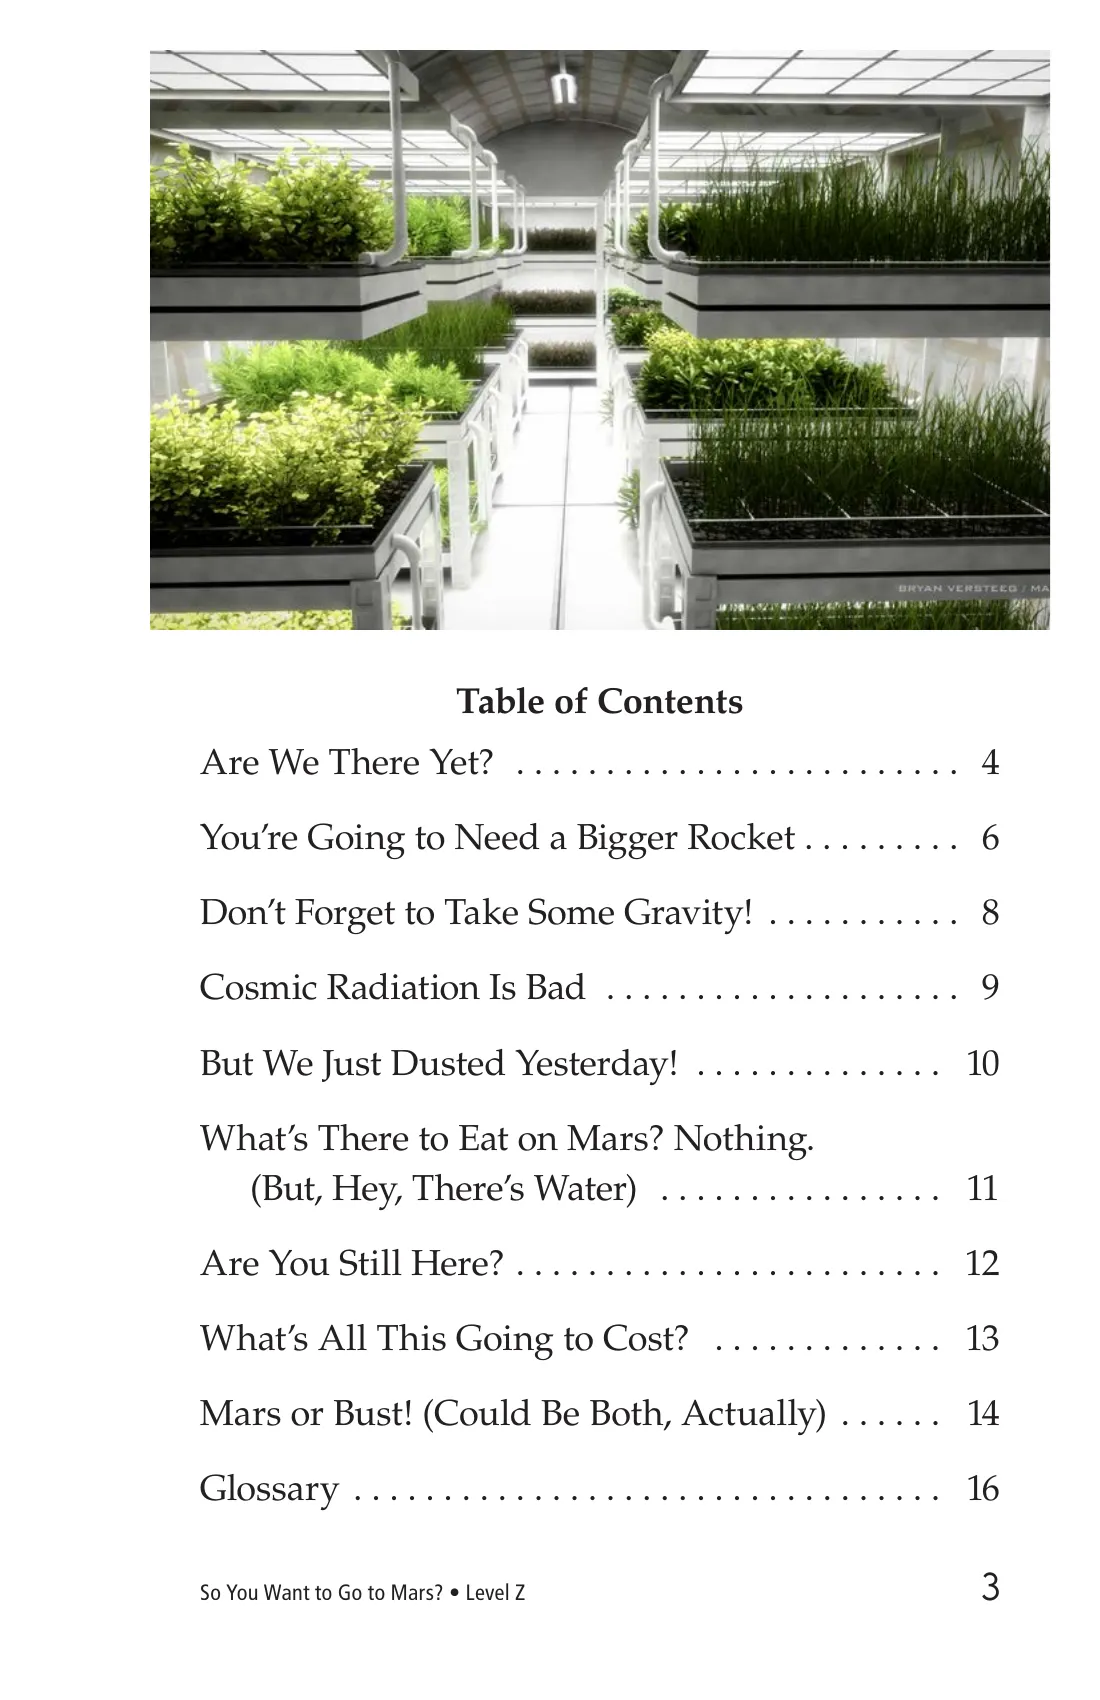 BRYAN VERSTEEG / MA
Table of Contents
Are We There Yet? . . . . . . . . . . . . . . . . . . . . . . . . . 4
You’re Going to Need a Bigger Rocket . . . . . . . . . 6
Don’t Forget to Take Some Gravity! . . . . . . . . . . . 8
Cosmic Radiation Is Bad . . . . . . . . . . . . . . . . . . . . 9
But We Just Dusted Yesterday! . . . . . . . . . . . . . . 10
What’s There to Eat on Mars? Nothing.
(But, Hey, There’s Water) . . . . . . . . . . . . . . . . 11
Are You Still Here? . . . . . . . . . . . . . . . . . . . . . . . . 12
What’s All This Going to Cost? . . . . . . . . . . . . . 13
Mars or Bust! (Could Be Both, Actually) . . . . . . 14
Glossary . . . . . . . . . . . . . . . . . . . . . . . . . . . . . . . . . 16
So You Want to Go to Mars? • Level Z 3